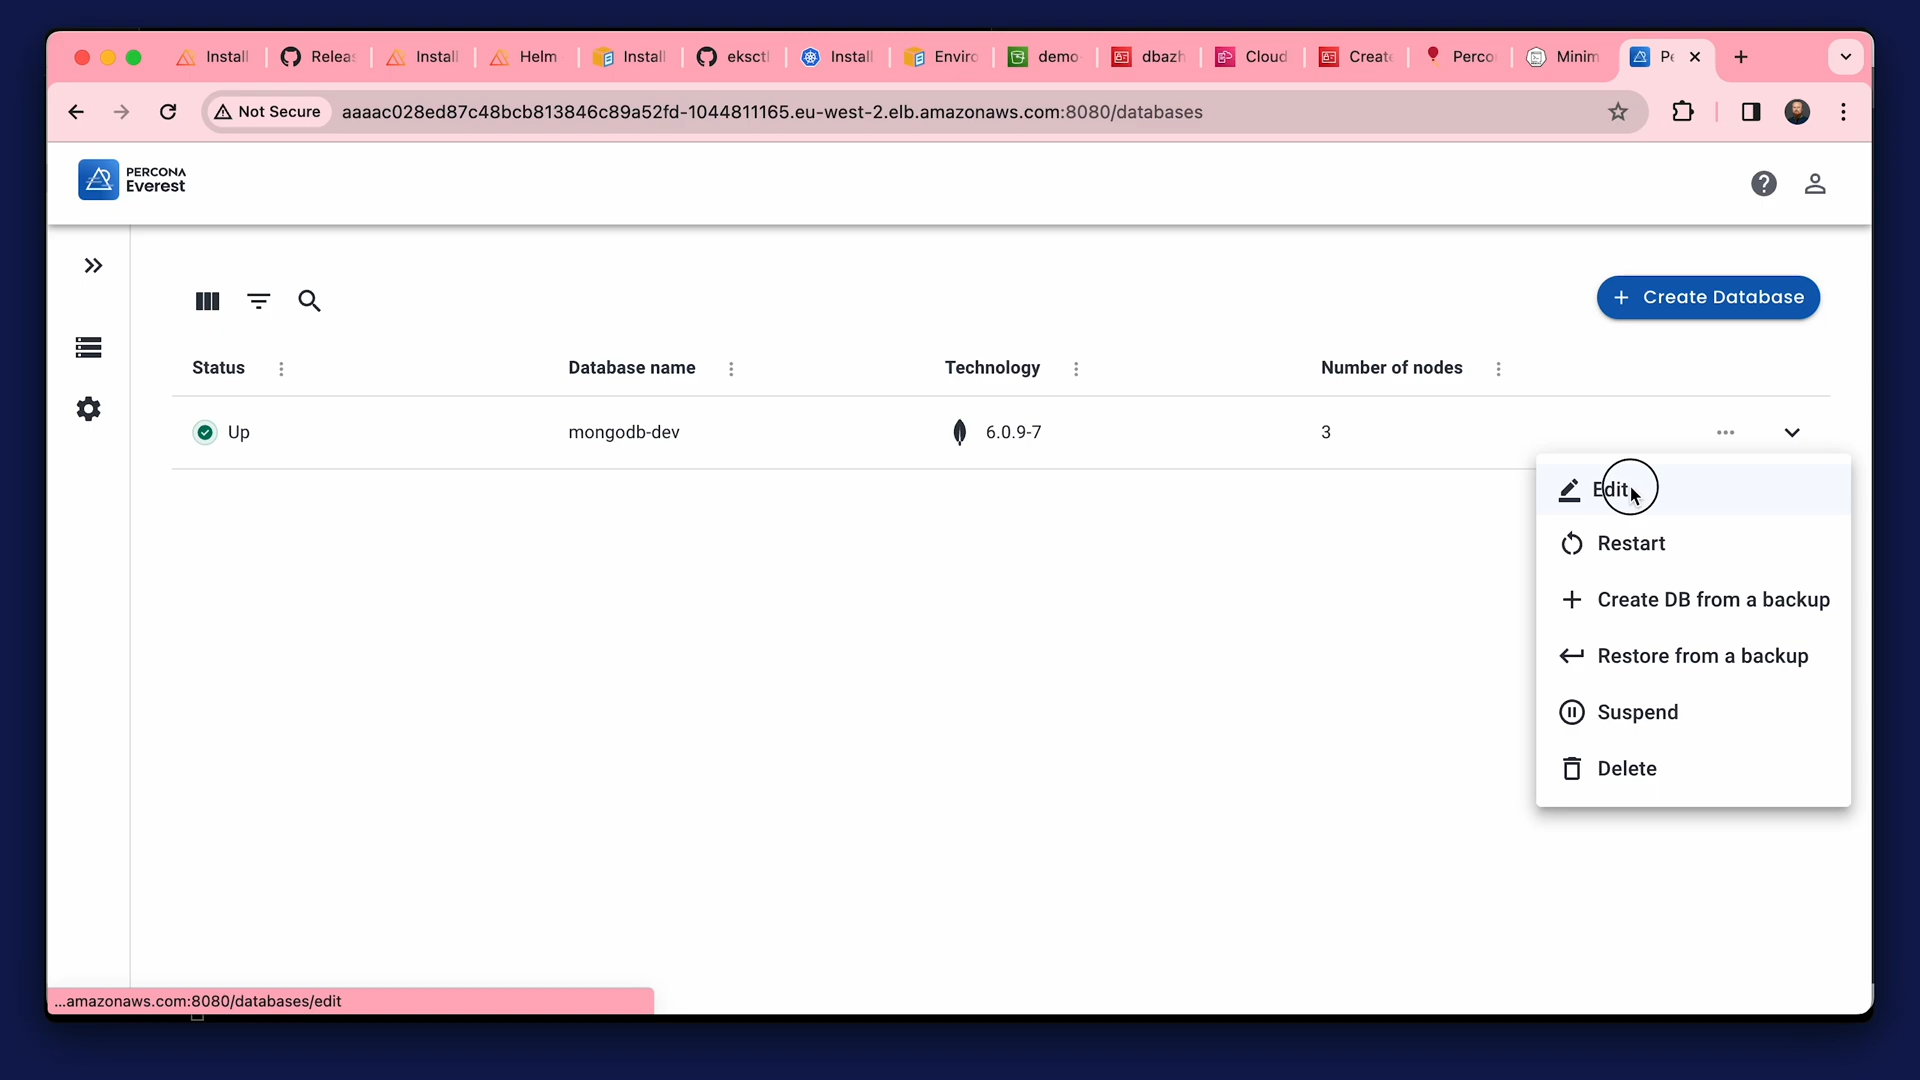 Install
Releas
Install
Helm
Install
eksctl
Install
Enviro
demo-
dbazh
Cloud
Create
Perco
Minim
Pe
Not Secure
aaaac028ed87c48bcb813846c89a52fd-1044811165.eu-west-2.elb.amazonaws.com:8080/databases
PERCONA
Everest
Create Database
Status
Database name
Technology
Number of nodes
Up
mongodb-dev
6.0.9-7
3
Edit
Restart
Create DB from a backup
Restore from a backup
Suspend
Delete
...amazonaws.com:8080/databases/edit